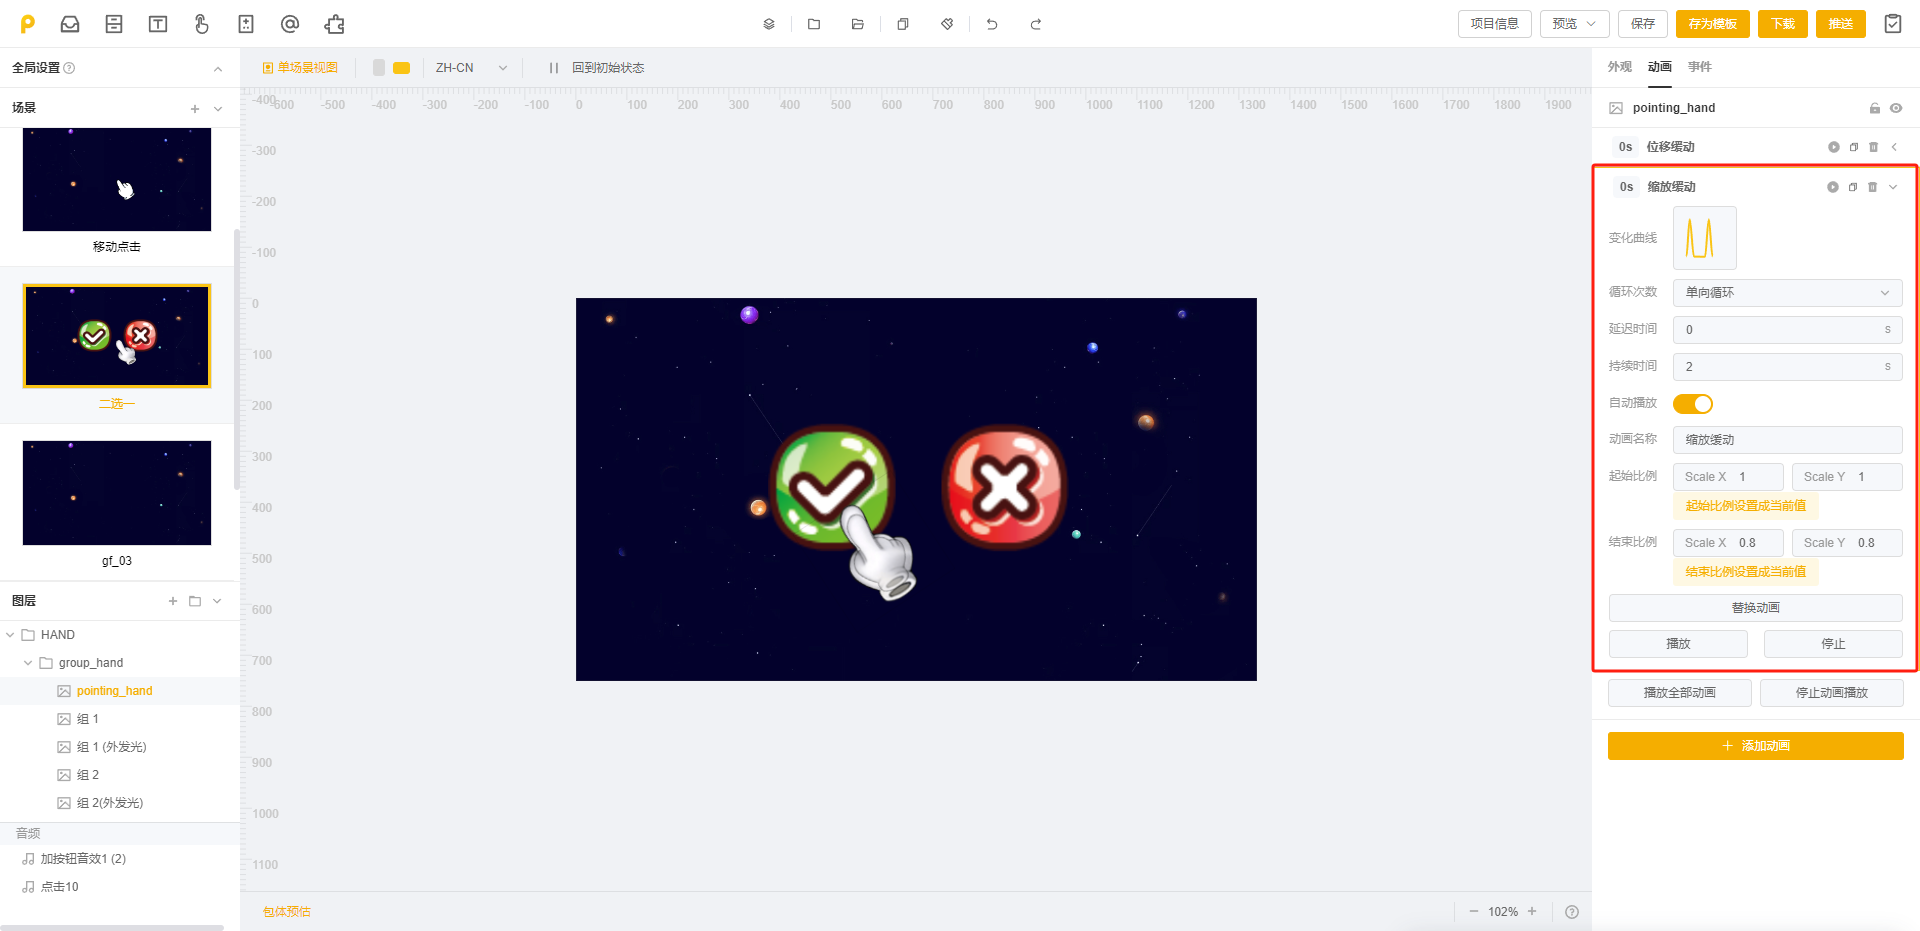 项目信息
预览
保存
存为模板
下载
推送
全局设置
单场景视图
ZH-CN
回到初始状态
外观
动画
事件
场景
-400
-600
-500
-400
-300
-200
-100
0
100
200
300
400
500
600
700
800
900
1000
1100
1200
1300
1400
1500
1600
1700
1800
1900
-300
-200
-100
0
100
200
300
400
500
600
700
800
900
1000
1100
移动点击
二选一
gf_03
图层
HAND
group_hand
pointing_hand
组 1
组 1 (外发光)
组 2
组 2(外发光)
音频
加按钮音效1 (2)
点击10
包体预估
102%
pointing_hand
0s 位移缓动
0s 缩放缓动
变化曲线
循环次数 单向循环
延迟时间 0 s
持续时间 2 s
自动播放
动画名称 缩放缓动
起始比例 Scale X 1 Scale Y 1
起始比例设置成当前值
结束比例 Scale X 0.8 Scale Y 0.8
结束比例设置成当前值
替换动画
播放 停止
播放全部动画 停止动画播放
添加动画